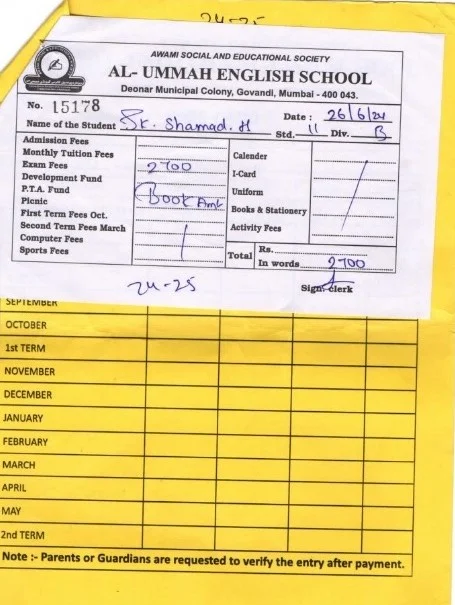 24-25
AWAMI SOCIAL AND EDUCATIONAL SOCIETY
AL- UMMAH ENGLISH SCHOOL
Deonar Municipal Colony, Govandi, Mumbai - 400 043.
No. 15178 Date : 26/6/24
Name of the Student Sk. Shamad. H Std. 11 Div. B
Admission Fees
Monthly Tuition Fees
Exam Fees 2700
Development Fund
P.T.A. Fund
Picnic Book Amt
First Term Fees Oct.
Second Term Fees March
Computer Fees
Sports Fees
Calender
I-Card
Uniform
Books & Stationery
Activity Fees
Total Rs.
In words 2700
24-25 Sign. clerk
SEPTEMBER
OCTOBER
1st TERM
NOVEMBER
DECEMBER
JANUARY
FEBRUARY
MARCH
APRIL
MAY
2nd TERM
Note :- Parents or Guardians are requested to verify the entry after payment.